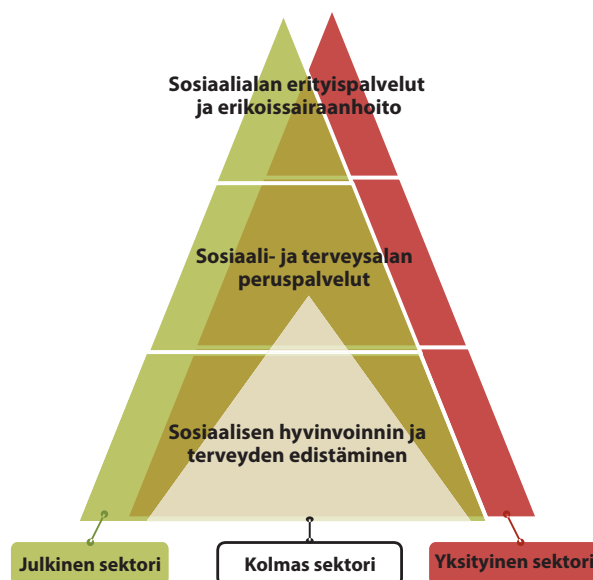 Sosiaalialan erityispalvelut
ja erikoissairaanhoito
Sosiaali- ja terveysalan
peruspalvelut
Sosiaalisen hyvinvoinnin ja
terveyden edistäminen
Julkinen sektori
Kolmas sektori
Yksityinen sektori